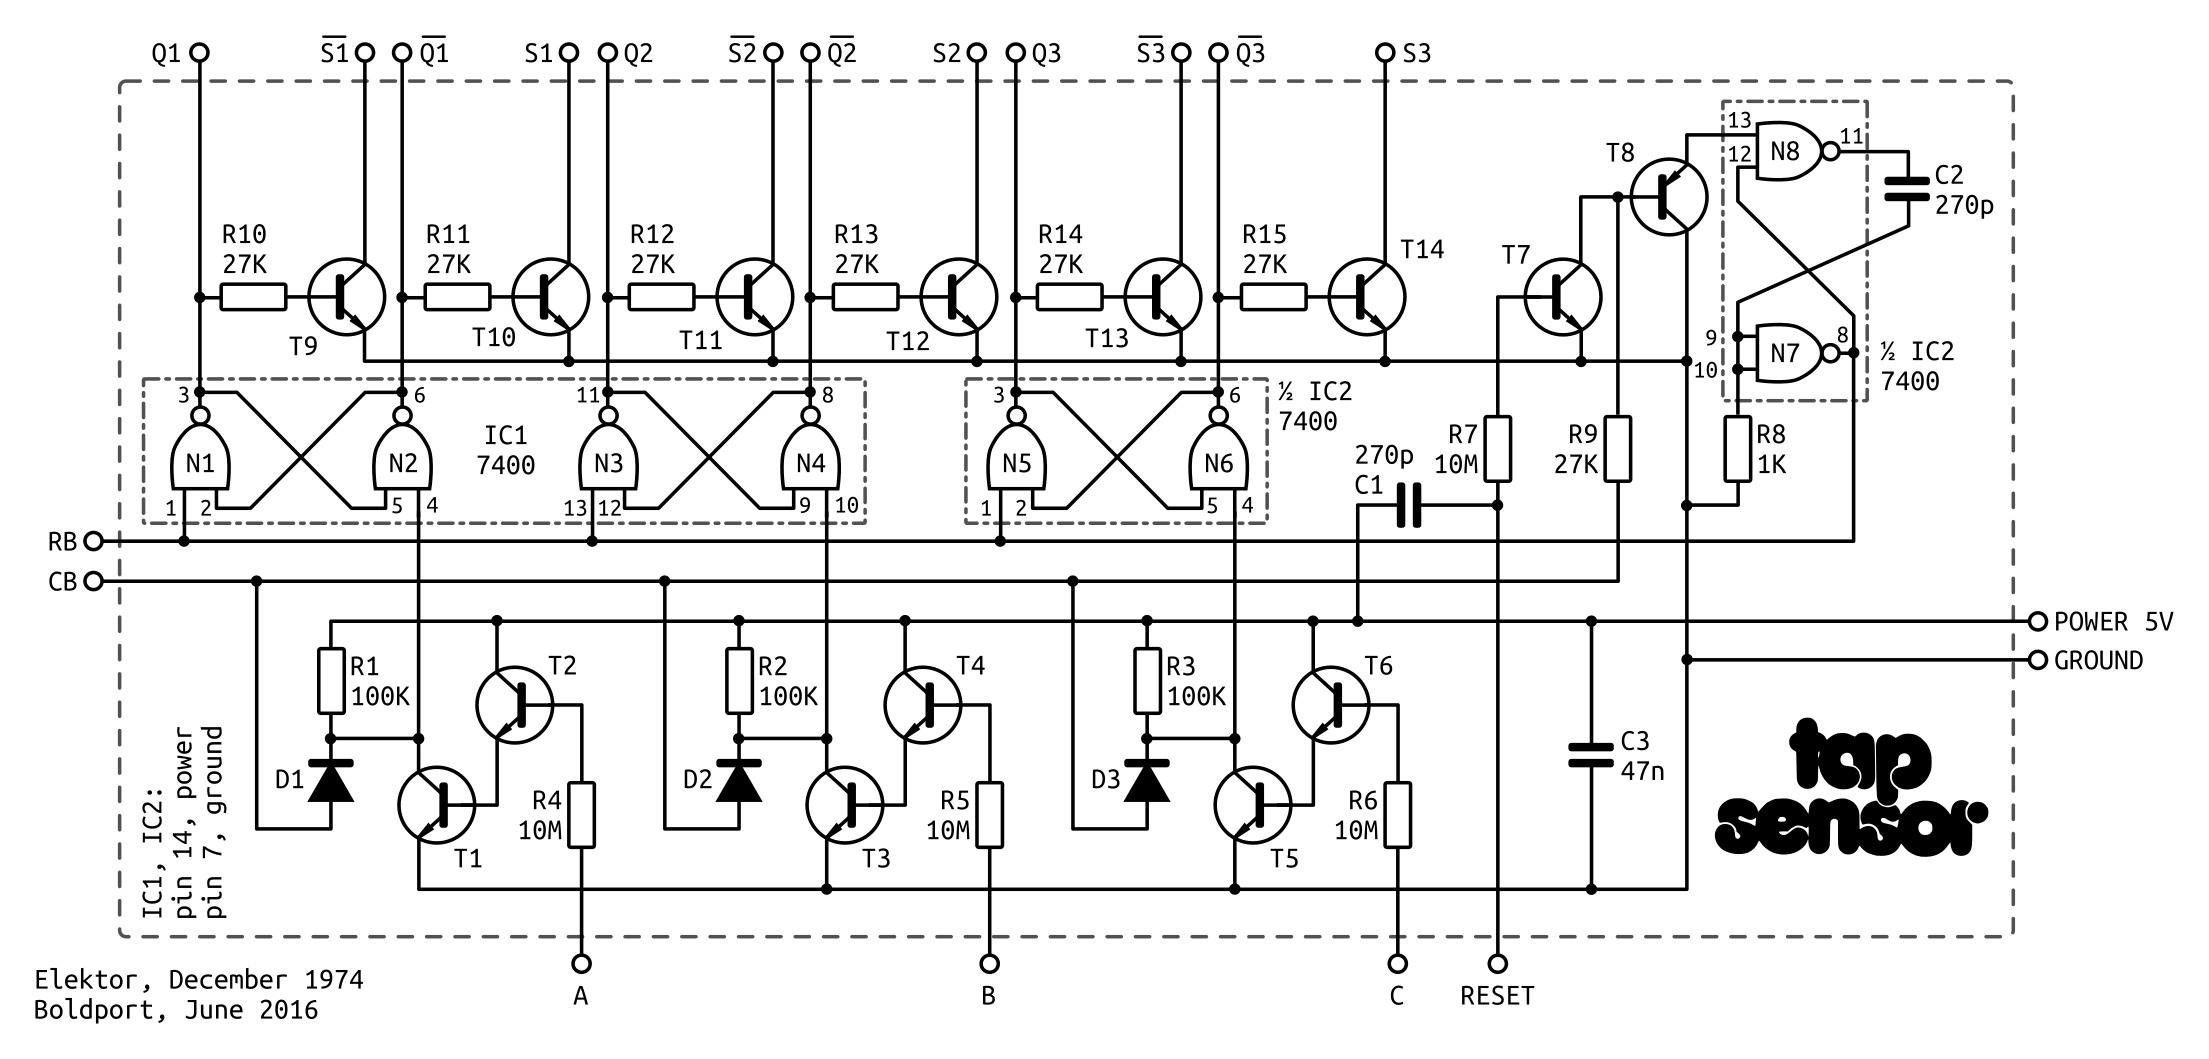 Q1
S1
Q1
S1
Q2
S2
Q2
S2
Q3
S3
Q3
S3
R10
27K
T9
R11
27K
T10
R12
27K
T11
R13
27K
T12
R14
27K
T13
R15
27K
T14
T7
T8
13
12
N8
11
C2
270p
9
10
N7
8
½ IC2
7400
3
N1
1
2
6
N2
5
4
IC1
7400
11
N3
13
12
8
N4
9
10
3
N5
1
2
6
N6
5
4
½ IC2
7400
270p
C1
R7
10M
R9
27K
R8
1K
RB
CB
POWER 5V
GROUND
R1
100K
D1
T2
T1
R4
10M
R2
100K
D2
T4
T3
R5
10M
R3
100K
D3
T6
T5
R6
10M
C3
47n
tap
sensor
IC1, IC2:
pin 14, power
pin 7, ground
A
B
C
RESET
Elektor, December 1974
Boldport, June 2016